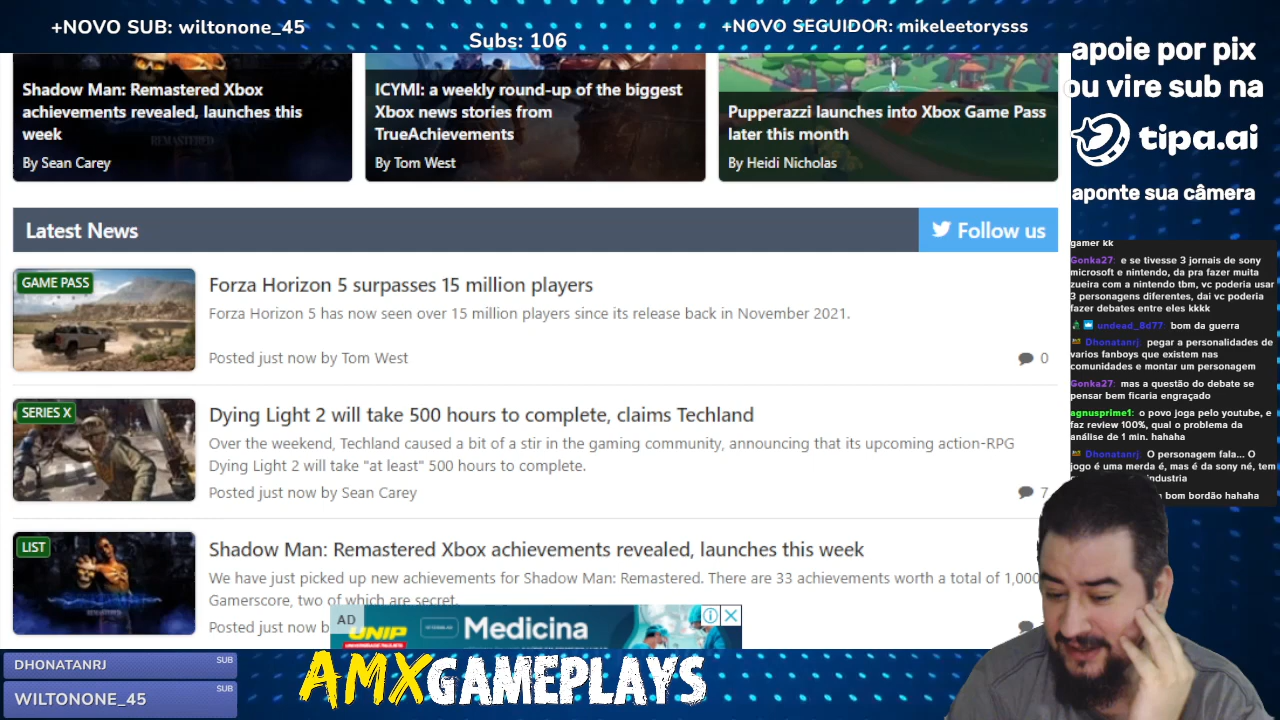 +NOVO SUB: wiltonone_45
Subs: 106
+NOVO SEGUIDOR: mikeleetorysss
Shadow Man: Remastered Xbox
achievements revealed, launches this
week
By Sean Carey
REMASTERED
ICYMI: a weekly round-up of the biggest
Xbox news stories from
TrueAchievements
By Tom West
Pupperazzi launches into Xbox Game Pass
later this month
By Heidi Nicholas
apoie por pix
ou vire sub na
tipa.ai
aponte sua câmera
Latest News
Follow us
GAME PASS
Forza Horizon 5 surpasses 15 million players
Forza Horizon 5 has now seen over 15 million players since its release back in November 2021.
Posted just now by Tom West
0
SERIES X
Dying Light 2 will take 500 hours to complete, claims Techland
Over the weekend, Techland caused a bit of a stir in the gaming community, announcing that its upcoming action-RPG
Dying Light 2 will take "at least" 500 hours to complete.
Posted just now by Sean Carey
7
LIST
Shadow Man: Remastered Xbox achievements revealed, launches this week
We have just picked up new achievements for Shadow Man: Remastered. There are 33 achievements worth a total of 1,000
Gamerscore, two of which are secret.
Posted just now b
AD
UNIP
Medicina
gamer kk
Gonka27: e se tivesse 3 jornais de sony
microsoft e nintendo, da pra fazer muita
zueira com a nintendo tbm, vc poderia usar
3 personagens diferentes, dai vc poderia
fazer debates entre eles kkkk
undead_8d77: bom da guerra
Dhonatanrj: pegar a personalidades de
varios fanboys que existem nas
comunidades e montar um personagem
Gonka27: mas a questão do debate se
pensar bem ficaria engraçado
agnusprime1: o povo joga pelo youtube, e
faz review 100%, qual o problema da
análise de 1 min. hahaha
Dhonatanrj: O personagem fala... O
jogo é uma merda é, mas é da sony né, tem
industria
bom bordão hahaha
DHONATANRJ
SUB
WILTONONE_45
SUB
AMXGAMEPLAYS